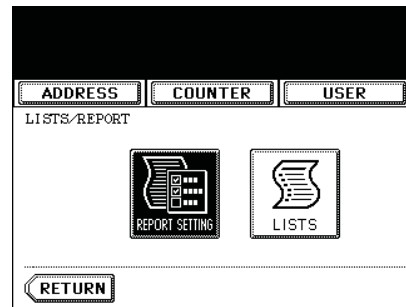 ADDRESS COUNTER USER
LISTS/REPORT
REPORT SETTING LISTS
RETURN